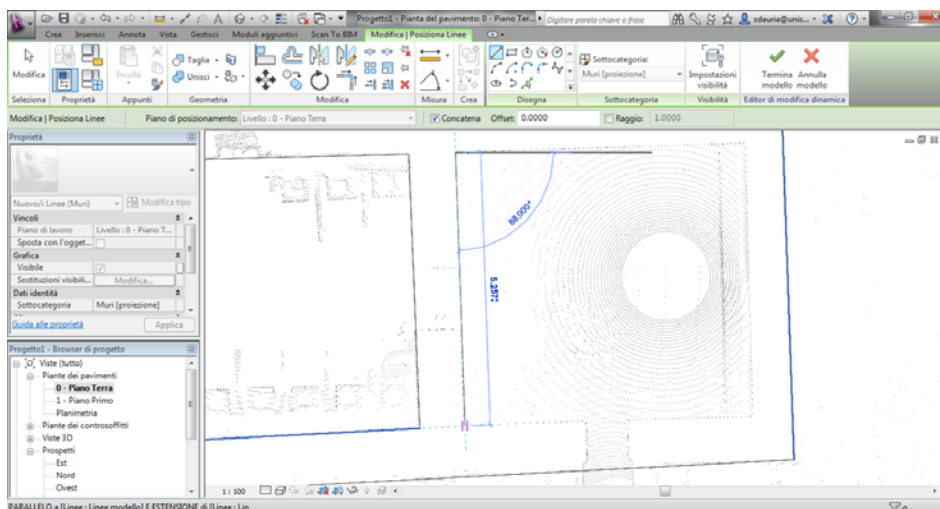 Progetto1 - Pianta del pavimento: 0 - Piano Ter...
Digitare parola chiave o frase
sdauria@unis...
Crea Inserisci Annota Vista Gestisci Moduli aggiuntivi Scan To BIM Modifica | Posiziona Linee
Modifica
Incolla
Taglia
Unisci
Sottocategoria:
Muri [proiezione]
Impostazioni visibilità
Termina modello
Annulla modello
Seleziona Proprietà Appunti Geometria Modifica Misura Crea Disegna Sottocategoria Visibilità Editor di modifica dinamica
Modifica | Posiziona Linee Piano di posizionamento: Livello : 0 - Piano Terra Concatena Offset: 0.0000 Raggio: 1.0000
Proprietà
Nuovo/i Linee (Muri) Modifica tipo
Vincoli
Piano di lavoro Livello : 0 - Piano T...
Sposta con l'ogget...
Grafica
Visibile
Sostituzioni visibili... Modifica...
Dati identità
Sottocategoria Muri [proiezione]
Guida alle proprietà Applica
Progetto1 - Browser di progetto
Viste (tutto)
Piante dei pavimenti
0 - Piano Terra
1 - Piano Primo
Planimetria
Piante dei controsoffitti
Viste 3D
Prospetti
Est
Nord
Ovest
88,000°
5.2572
1 : 100
PARALLELO a [Linee : Linee modello] E ESTENSIONE di [Linee : Lin